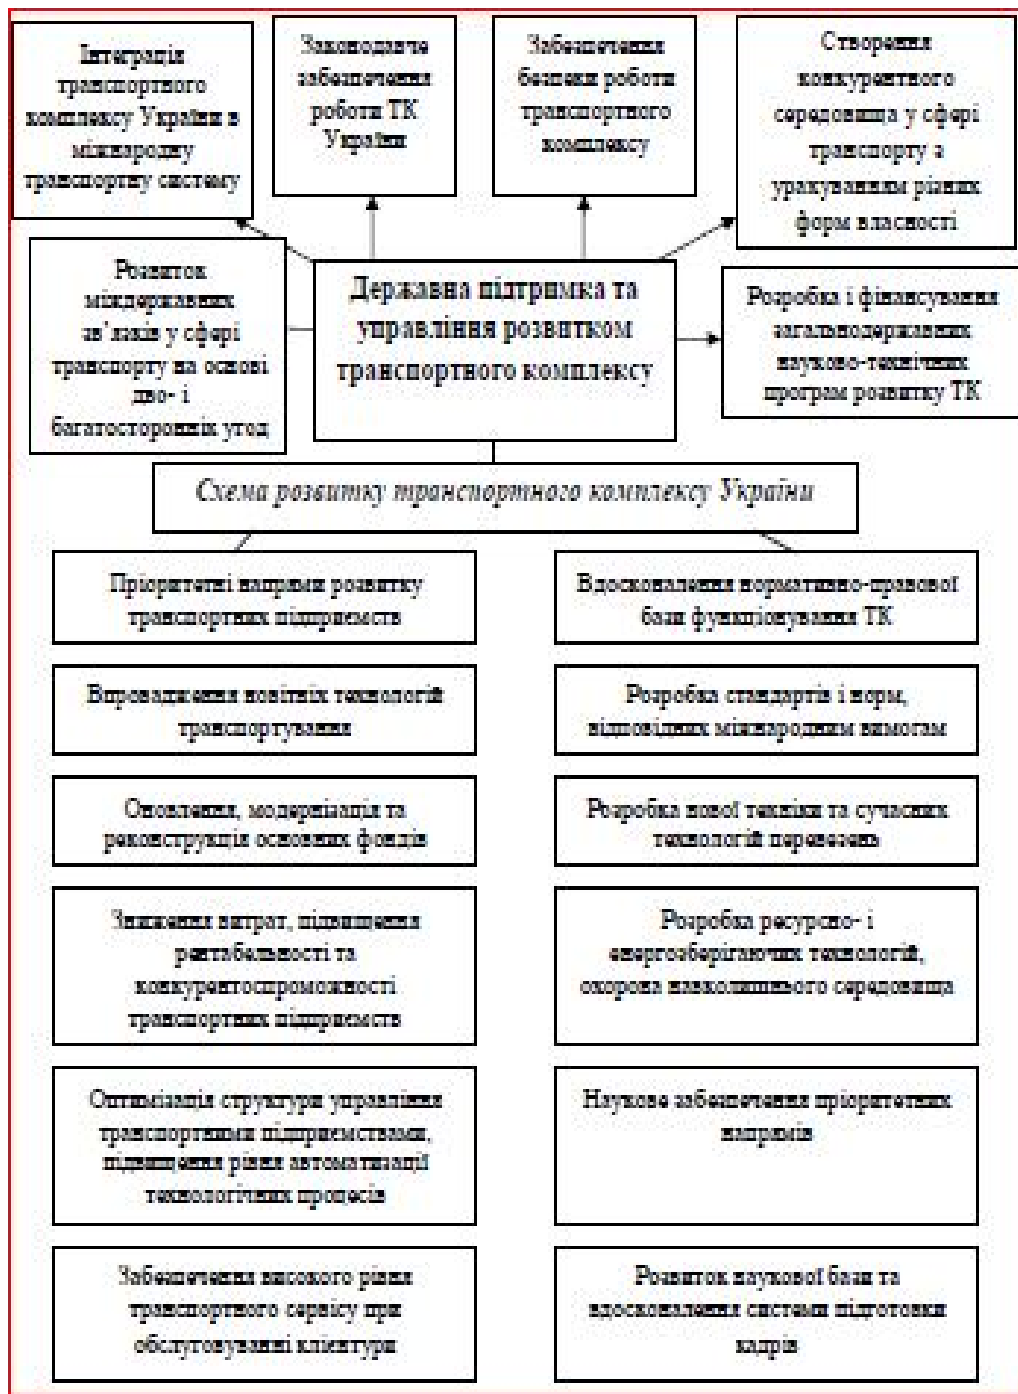 Інтеграція
транспортного
комплексу України в
міжнародну
транспортну систему
Законодавче
забезпечення
роботи ТК
України
Забезпечення
безпеки роботи
транспортного
комплексу
Створення
конкурентного
середовища у сфері
транспорту з
урахуванням різних
форм власності
Розвиток
міждержавних
зв’язків у сфері
транспорту на основі
дво- і
багатосторонніх угод
Державна підтримка та
управління розвитком
транспортного комплексу
Розробка і фінансування
загальнодержавних
науково-технічних
програм розвитку ТК
Схема розвитку транспортного комплексу України
Пріоритетні напрями розвитку
транспортних підприємств
Впровадження новітніх технологій
транспортування
Оновлення, модернізація та
реконструкція основних фондів
Зниження витрат, підвищення
рентабельності та
конкурентоспроможності
транспортних підприємств
Оптимізація структури управління
транспортними підприємствами,
підвищення рівня автоматизації
технологічних процесів
Забезпечення високого рівня
транспортного сервісу при
обслуговуванні клієнтури
Вдосконалення нормативно-правової
бази функціонування ТК
Розробка стандартів і норм,
відповідних міжнародним вимогам
Розробка нової техніки та сучасних
технологій перевезень
Розробка ресурсно- і
енергозберігаючих технологій,
охорона навколишнього середовища
Наукове забезпечення пріоритетних
напрямів
Розвиток наукової бази та
вдосконалення системи підготовки
кадрів